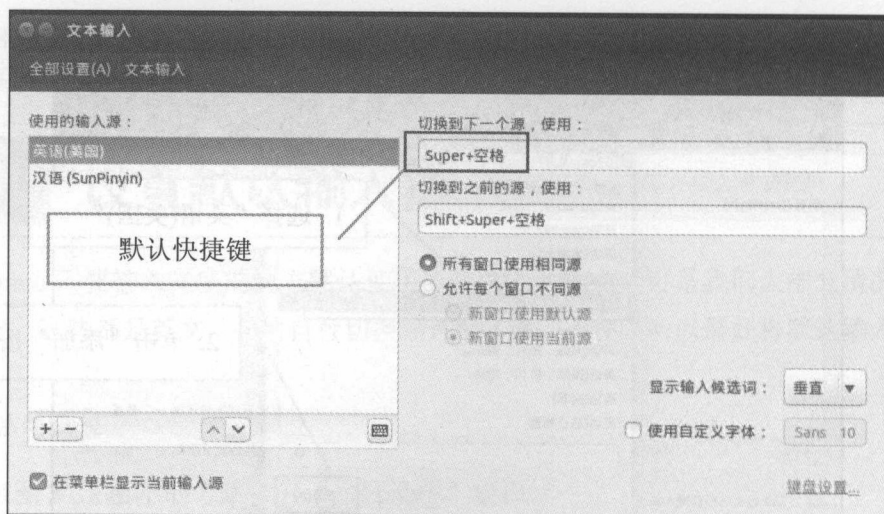 文本输入
全部设置(A) 文本输入
使用的输入源：
英语(美国)
汉语 (SunPinyin)
默认快捷键
切换到下一个源，使用：
Super+空格
切换到之前的源，使用：
Shift+Super+空格
所有窗口使用相同源
允许每个窗口不同源
新窗口使用默认源
新窗口使用当前源
显示输入候选词： 垂直
使用自定义字体： Sans 10
在菜单栏显示当前输入源
键盘设置...